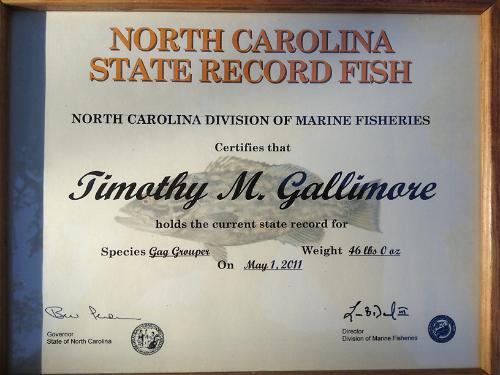 NORTH CAROLINA
STATE RECORD FISH
NORTH CAROLINA DIVISION OF MARINE FISHERIES
Certifies that
Timothy M. Gallimore
holds the current state record for
Species Gag Grouper Weight 46 lbs 0 oz
On May 1, 2011
Governor
State of North Carolina
Director
Division of Marine Fisheries